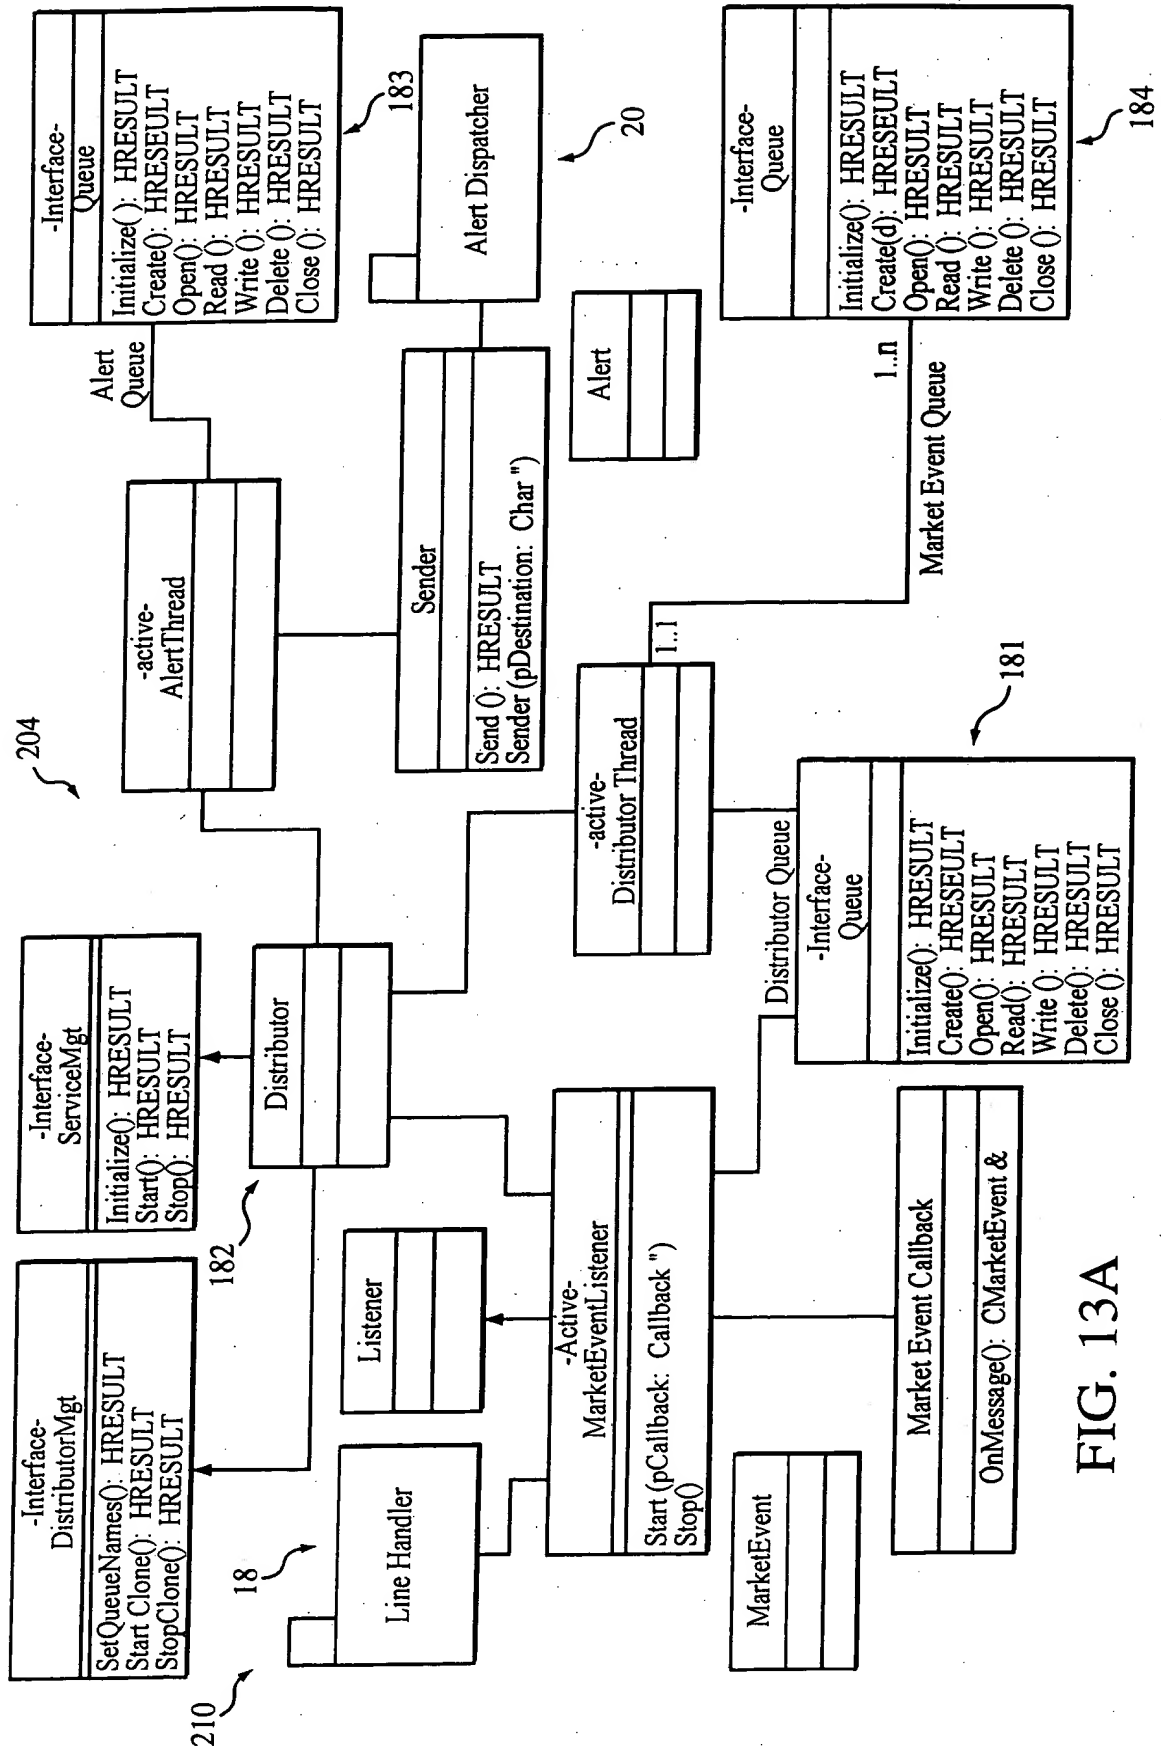 204
210
-Interface-
DistributorMgt
SetQueueNames(): HRESULT
Start Clone(): HRESULT
StopClone(): HRESULT
-Interface-
ServiceMgt
Initialize(): HRESULT
Start(): HRESULT
Stop(): HRESULT
182
Distributor
-active-
AlertThread
Alert
Queue
-Interface-
Queue
Initialize(): HRESULT
Create(): HRESEULT
Open(): HRESULT
Read (): HRESULT
Write (): HRESULT
Delete (): HRESULT
Close (): HRESULT
183
18
Line Handler
Listener
Sender
Send (): HRESULT
Sender (pDestination: Char ")
Alert Dispatcher
20
-Active-
MarketEventListener
Start (pCallback: Callback ")
Stop()
-active-
Distributor Thread
1..1
Alert
MarketEvent
Distributor Queue
-Interface-
Queue
Initialize(): HRESULT
Create(): HRESEULT
Open(): HRESULT
Read(): HRESULT
Write (): HRESULT
Delete(): HRESULT
Close (): HRESULT
181
Market Event Queue
1..n
-Interface-
Queue
Initialize(): HRESULT
Create(d): HRESEULT
Open(): HRESULT
Read (): HRESULT
Write (): HRESULT
Delete (): HRESULT
Close (): HRESULT
184
Market Event Callback
OnMessage(): CMarketEvent &
FIG. 13A